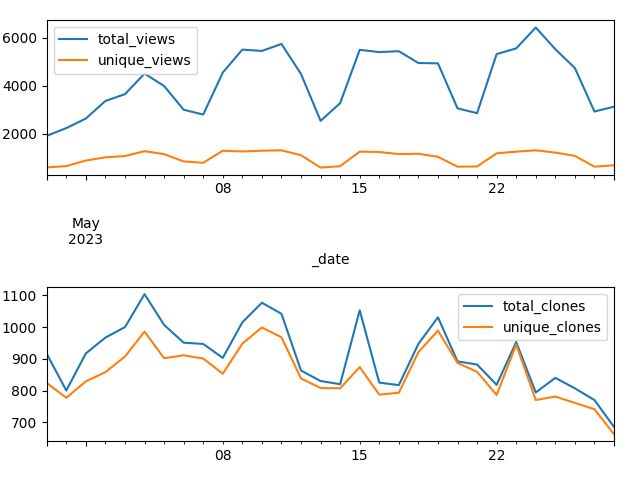 6000
4000
2000
total_views
unique_views
08
15
22
May
2023
_date
1100
1000
900
800
700
total_clones
unique_clones
08
15
22